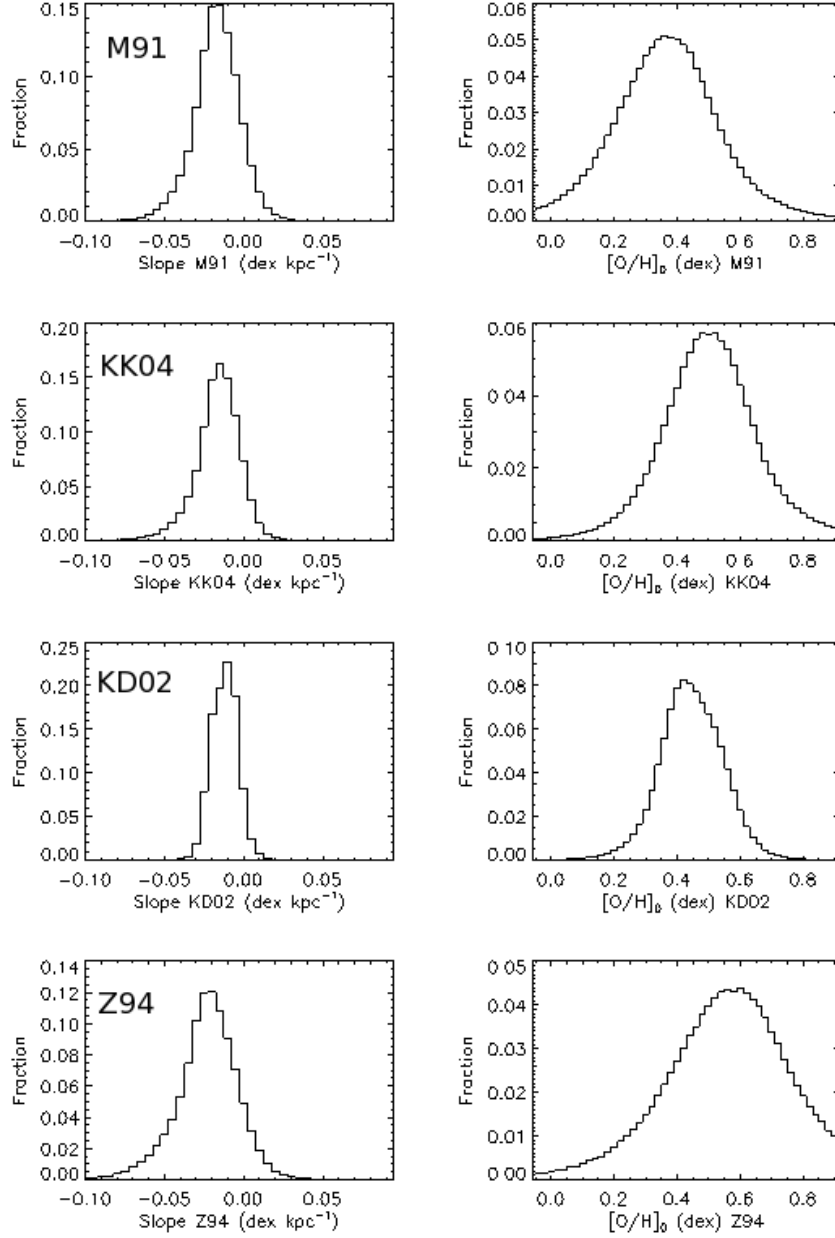 M91
Fraction
0.15
0.10
0.05
0.00
−0.10 −0.05 0.00 0.05
Slope M91 (dex kpc⁻¹)
Fraction
0.06
0.05
0.04
0.03
0.02
0.01
0.00
0.0 0.2 0.4 0.6 0.8
[O/H]₀ (dex) M91
KK04
Fraction
0.20
0.15
0.10
0.05
0.00
−0.10 −0.05 0.00 0.05
Slope KK04 (dex kpc⁻¹)
Fraction
0.06
0.04
0.02
0.00
0.0 0.2 0.4 0.6 0.8
[O/H]₀ (dex) KK04
KD02
Fraction
0.25
0.20
0.15
0.10
0.05
0.00
−0.10 −0.05 0.00 0.05
Slope KD02 (dex kpc⁻¹)
Fraction
0.10
0.08
0.06
0.04
0.02
0.00
0.0 0.2 0.4 0.6 0.8
[O/H]₀ (dex) KD02
Z94
Fraction
0.14
0.12
0.10
0.08
0.06
0.04
0.02
0.00
−0.10 −0.05 0.00 0.05
Slope Z94 (dex kpc⁻¹)
Fraction
0.05
0.04
0.03
0.02
0.01
0.00
0.0 0.2 0.4 0.6 0.8
[O/H]₀ (dex) Z94